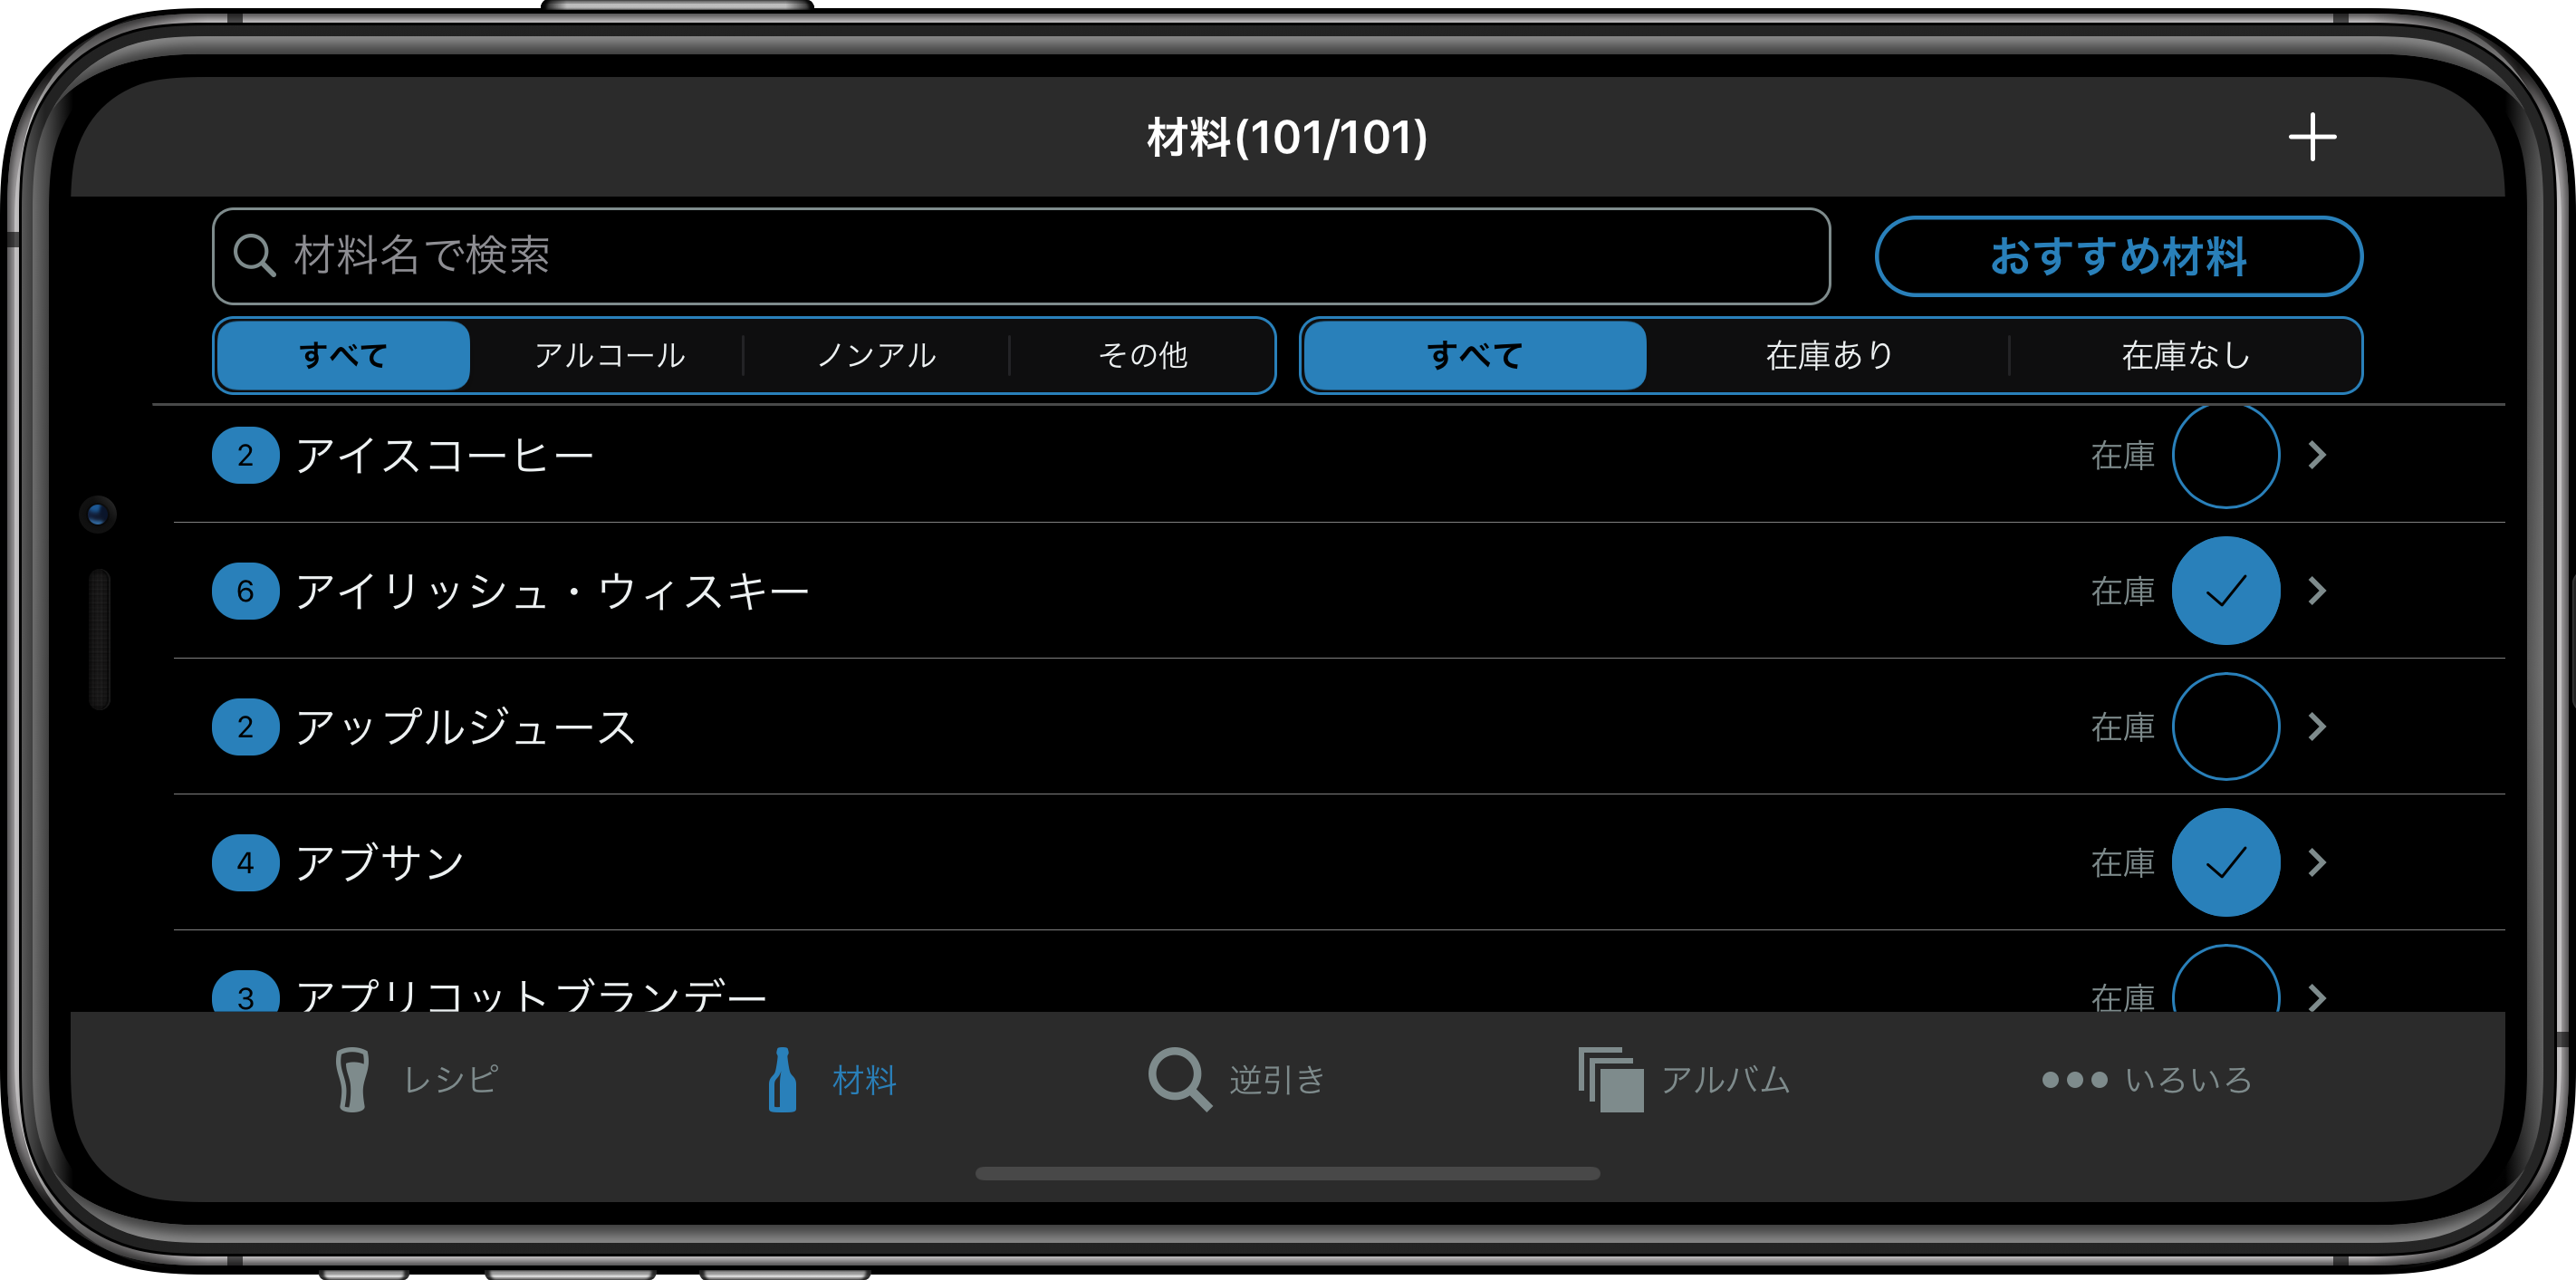 材料(101/101)
材料名で検索 おすすめ材料
すべて アルコール ノンアル その他 すべて 在庫あり 在庫なし
2 アイスコーヒー 在庫
6 アイリッシュ・ウィスキー 在庫
2 アップルジュース 在庫
4 アブサン 在庫
3 アプリコットブランデー 在庫
レシピ 材料 逆引き アルバム いろいろ